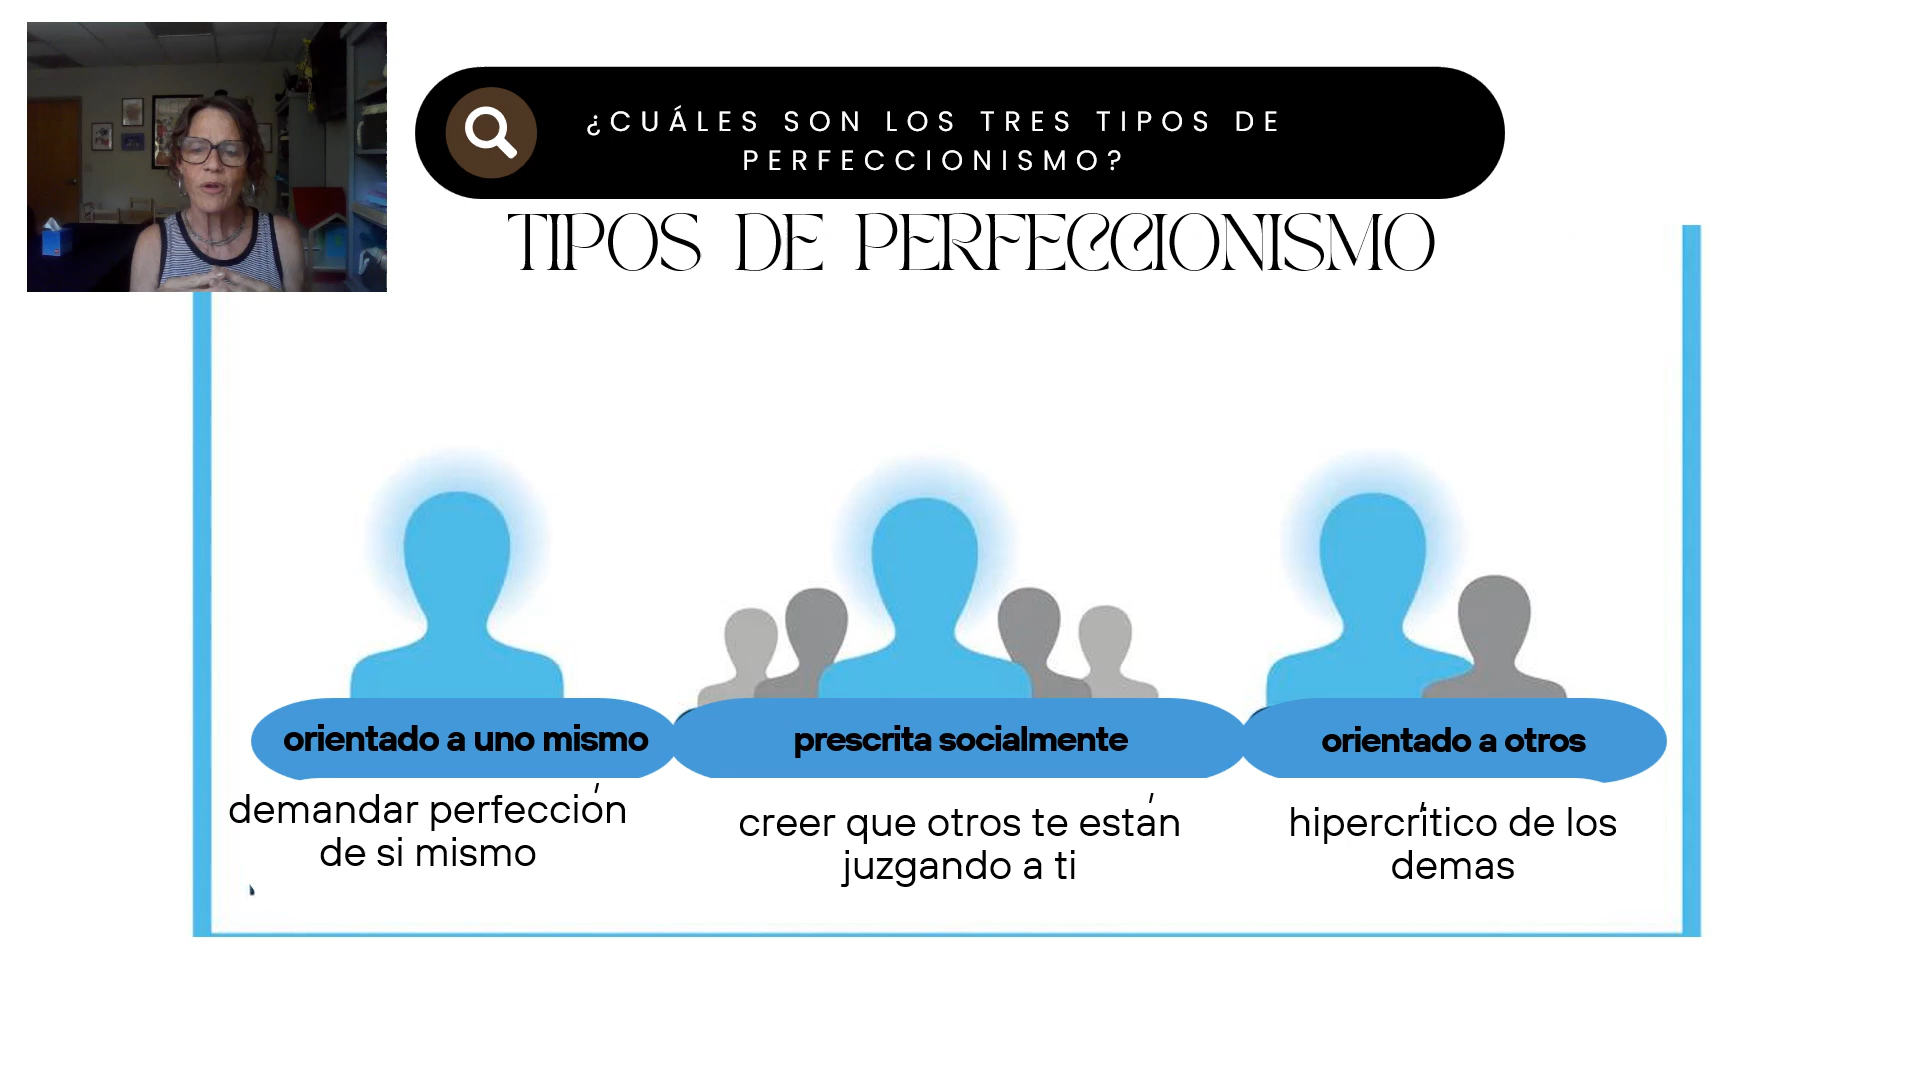 ¿CUÁLES SON LOS TRES TIPOS DE
PERFECCIONISMO?
TIPOS DE PERFECCIONISMO
orientado a uno mismo
prescrita socialmente
orientado a otros
demandar perfección
de si mismo
creer que otros te están
juzgando a ti
hipercrítico de los
demas